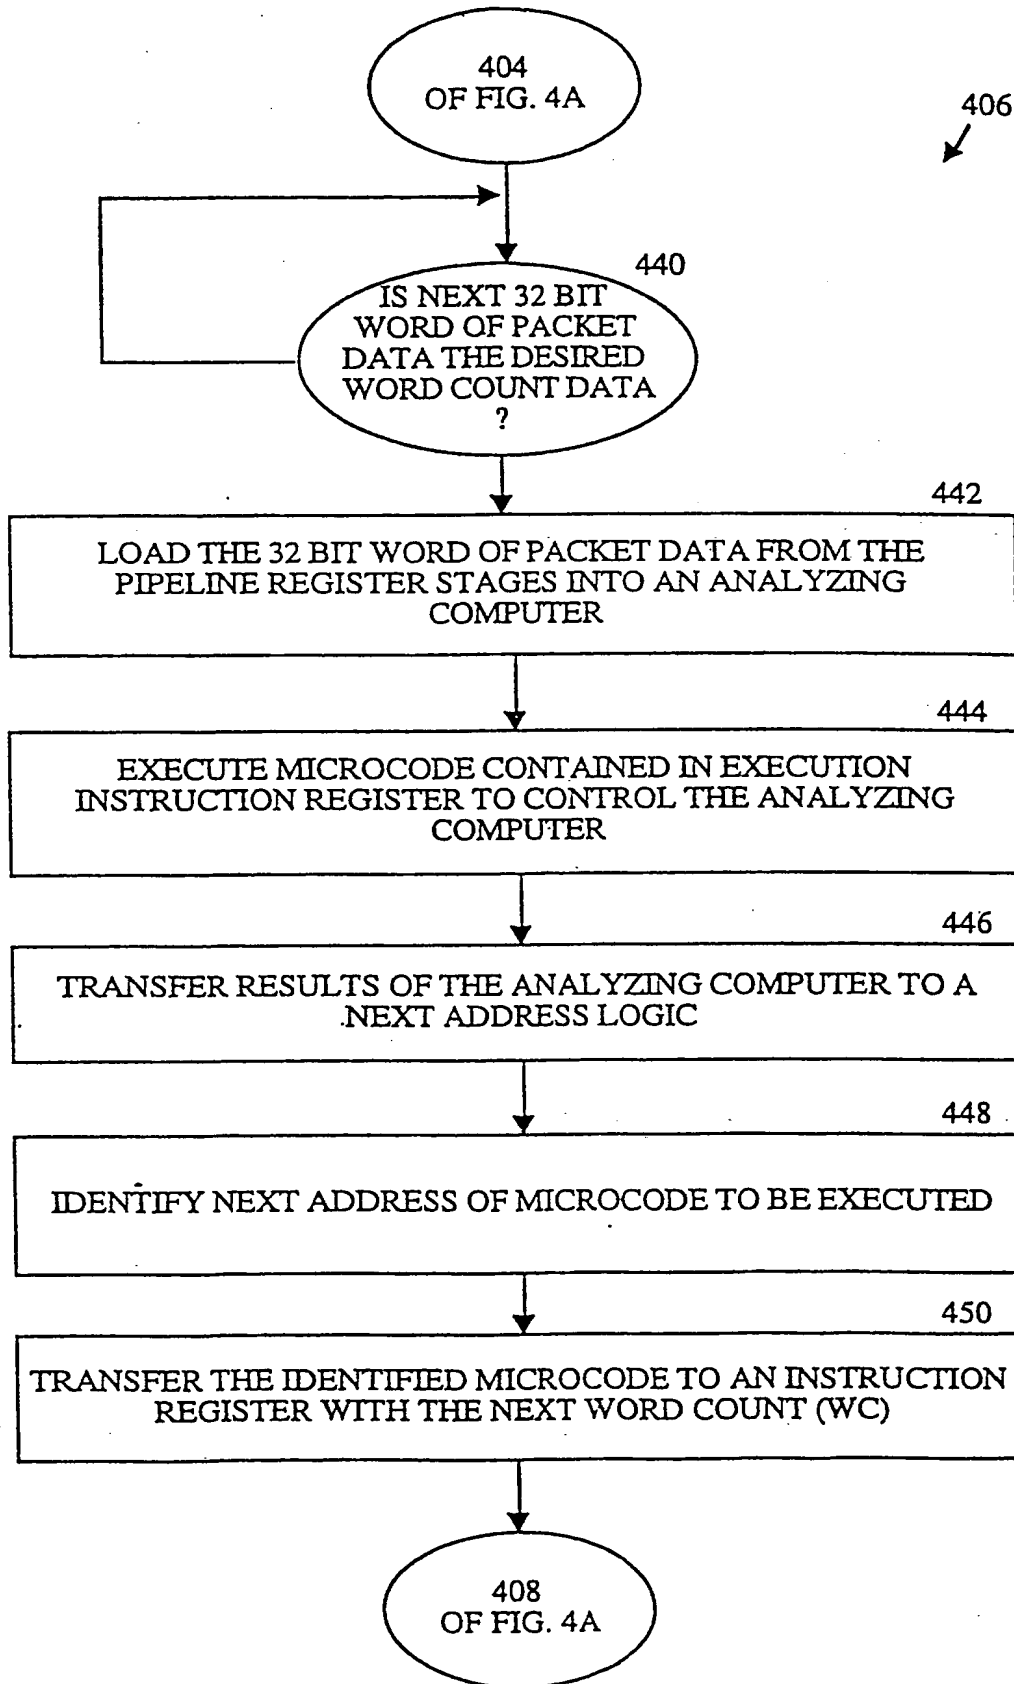 404
OF FIG. 4A
406
440
IS NEXT 32 BIT
WORD OF PACKET
DATA THE DESIRED
WORD COUNT DATA
?
442
LOAD THE 32 BIT WORD OF PACKET DATA FROM THE
PIPELINE REGISTER STAGES INTO AN ANALYZING
COMPUTER
444
EXECUTE MICROCODE CONTAINED IN EXECUTION
INSTRUCTION REGISTER TO CONTROL THE ANALYZING
COMPUTER
446
TRANSFER RESULTS OF THE ANALYZING COMPUTER TO A
NEXT ADDRESS LOGIC
448
IDENTIFY NEXT ADDRESS OF MICROCODE TO BE EXECUTED
450
TRANSFER THE IDENTIFIED MICROCODE TO AN INSTRUCTION
REGISTER WITH THE NEXT WORD COUNT (WC)
408
OF FIG. 4A